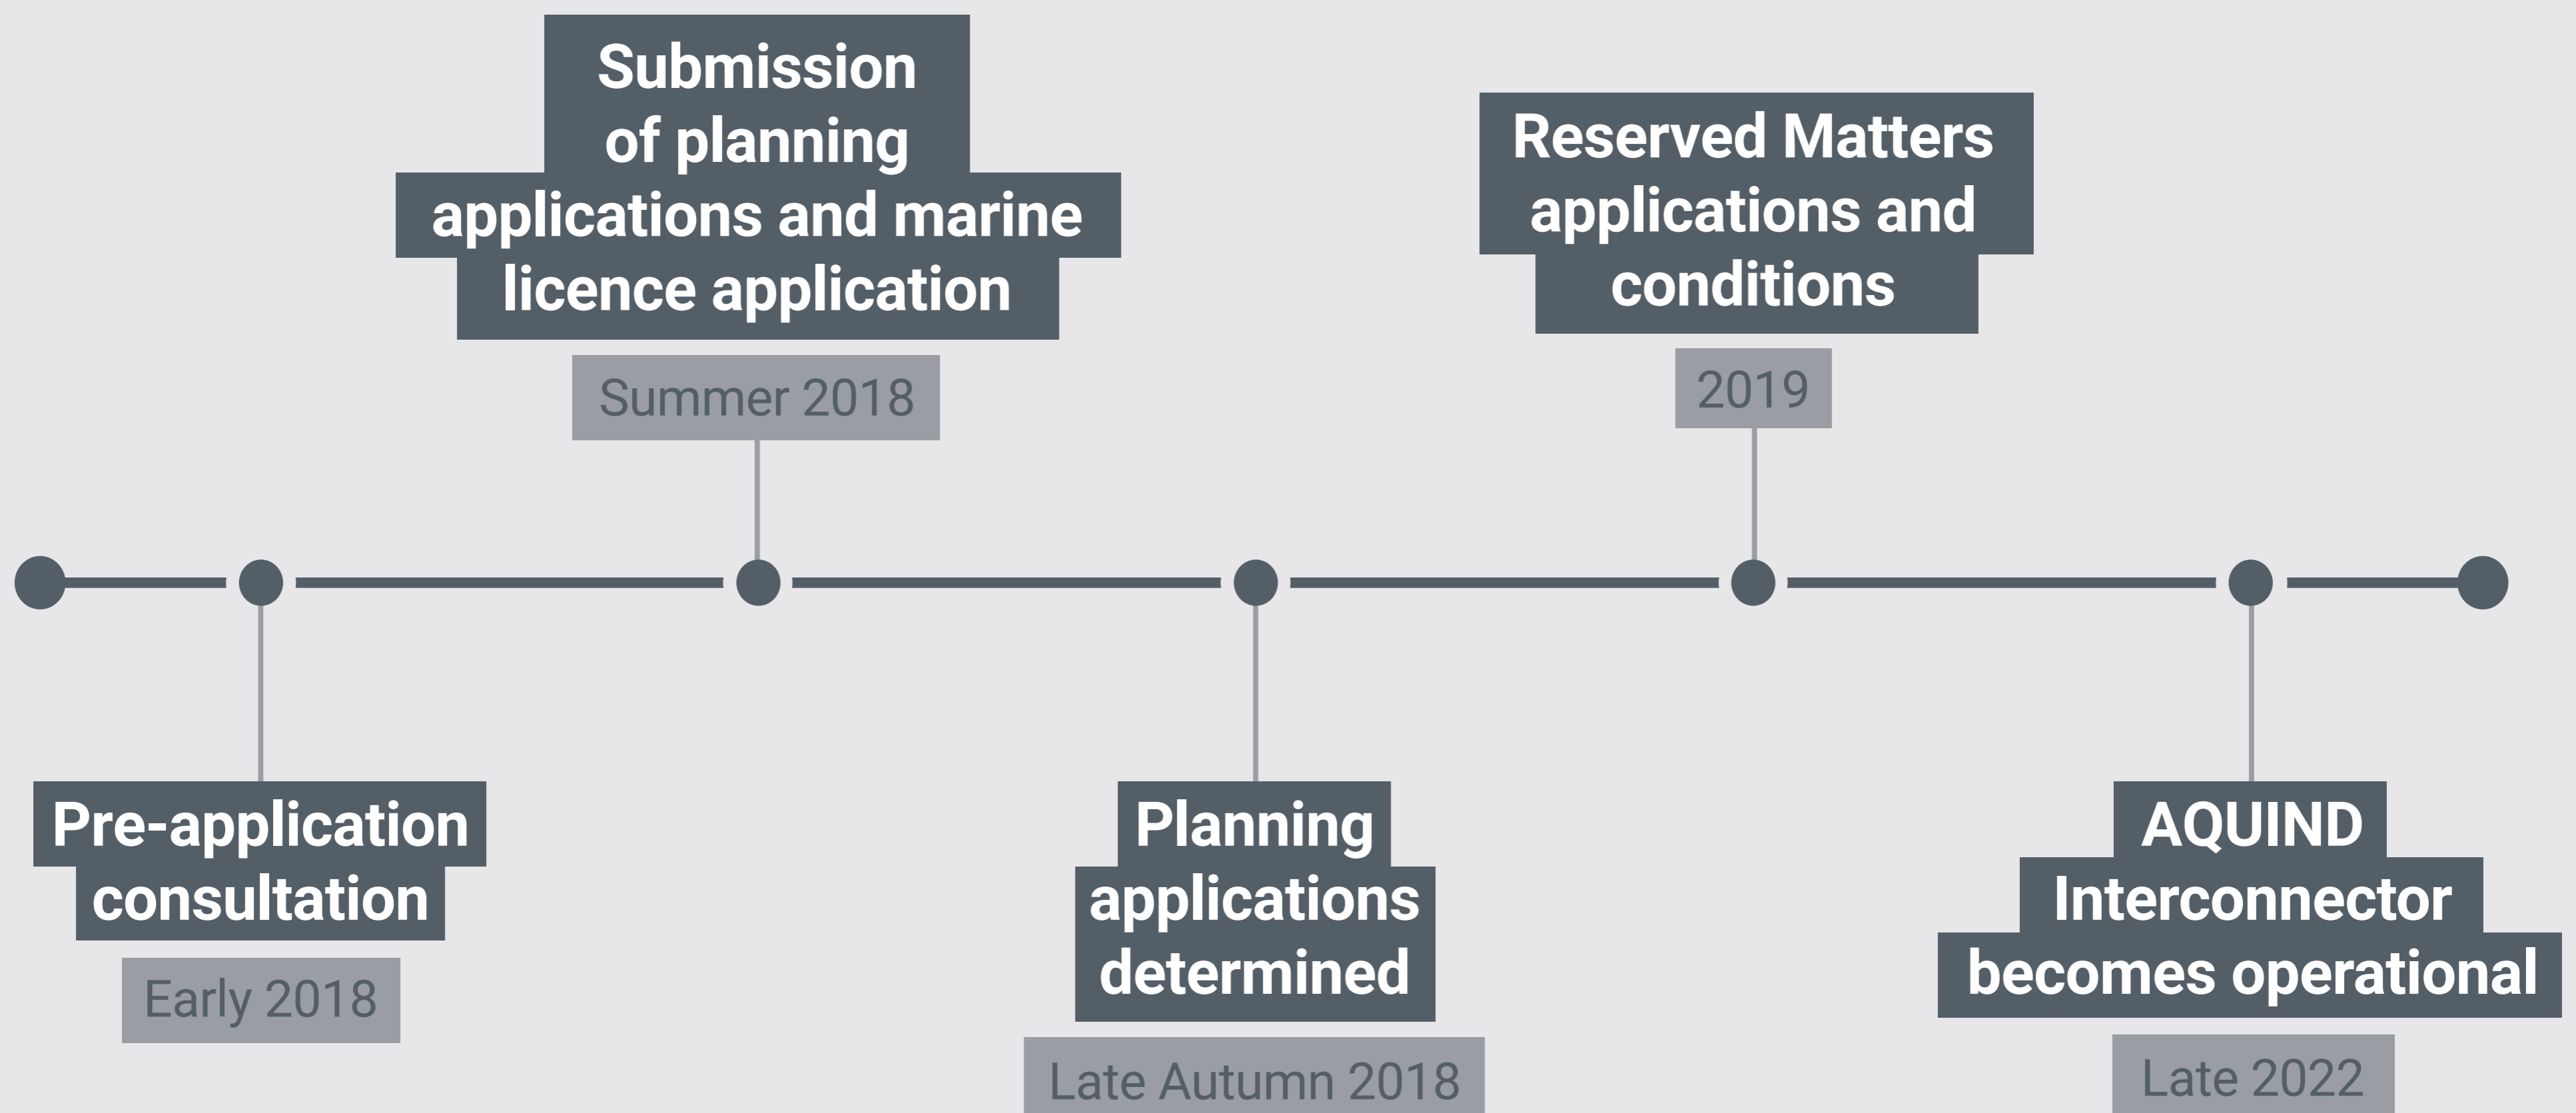 Submission
of planning
applications and marine
licence application
Summer 2018
Reserved Matters
applications and
conditions
2019
Pre-application
consultation
Early 2018
Planning
applications
determined
Late Autumn 2018
AQUIND
Interconnector
becomes operational
Late 2022